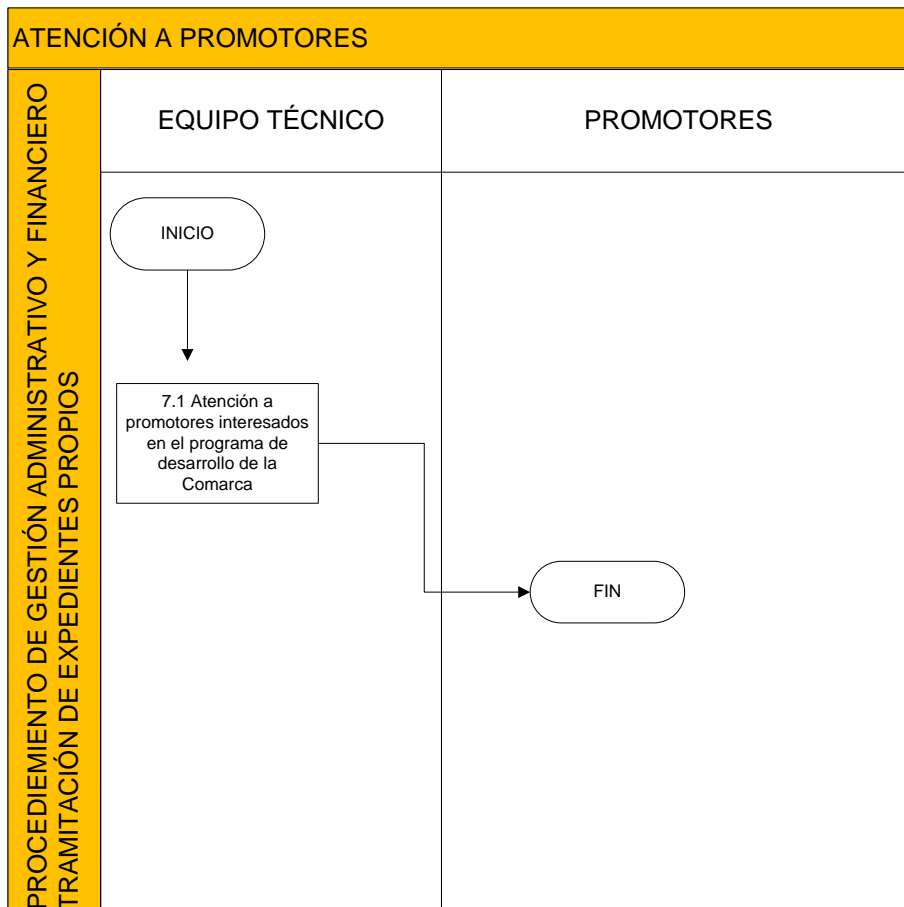 ATENCIÓN A PROMOTORES
PROCEDIEMIENTO DE GESTIÓN ADMINISTRATIVO Y FINANCIERO
TRAMITACIÓN DE EXPEDIENTES PROPIOS
EQUIPO TÉCNICO
PROMOTORES
INICIO
7.1 Atención a
promotores interesados
en el programa de
desarrollo de la
Comarca
FIN